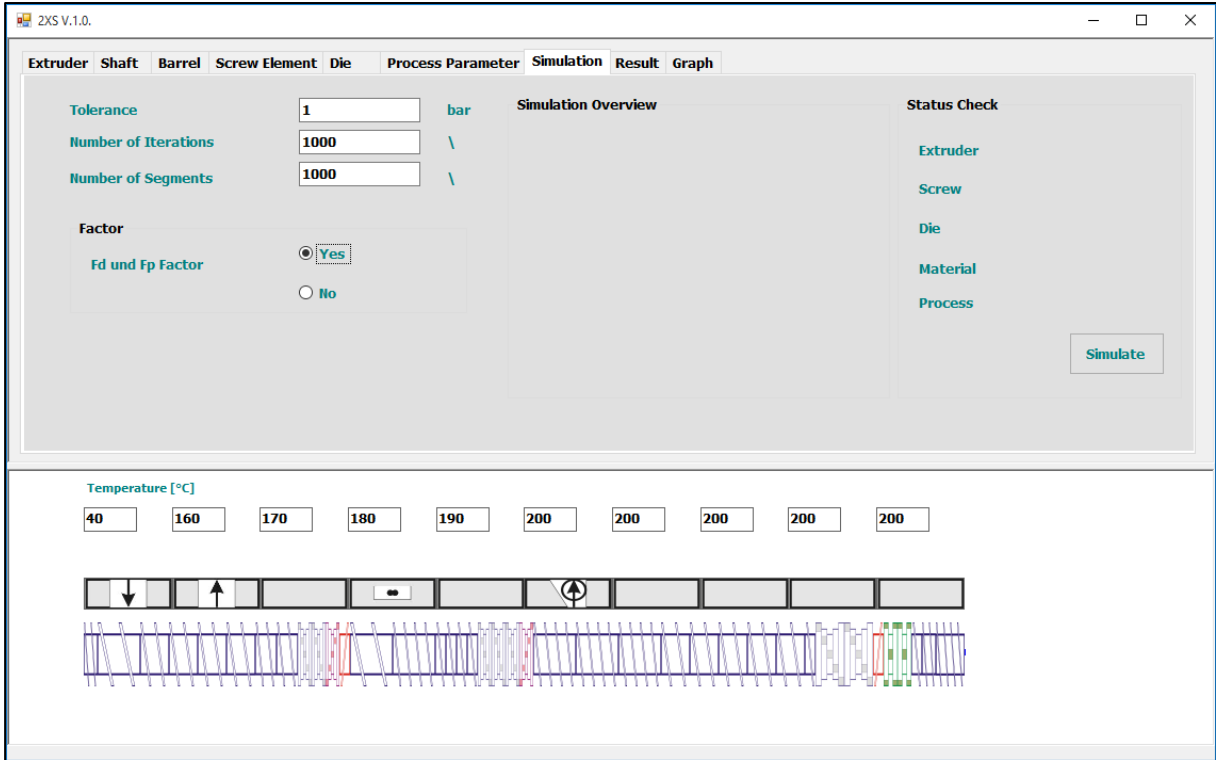 2XS V.1.0.
Extruder Shaft Barrel Screw Element Die Process Parameter Simulation Result Graph
Tolerance 1 bar
Number of Iterations 1000 \
Number of Segments 1000 \
Factor
Fd und Fp Factor
Yes
No
Simulation Overview
Status Check
Extruder
Screw
Die
Material
Process
Simulate
Temperature [°C]
40 160 170 180 190 200 200 200 200 200